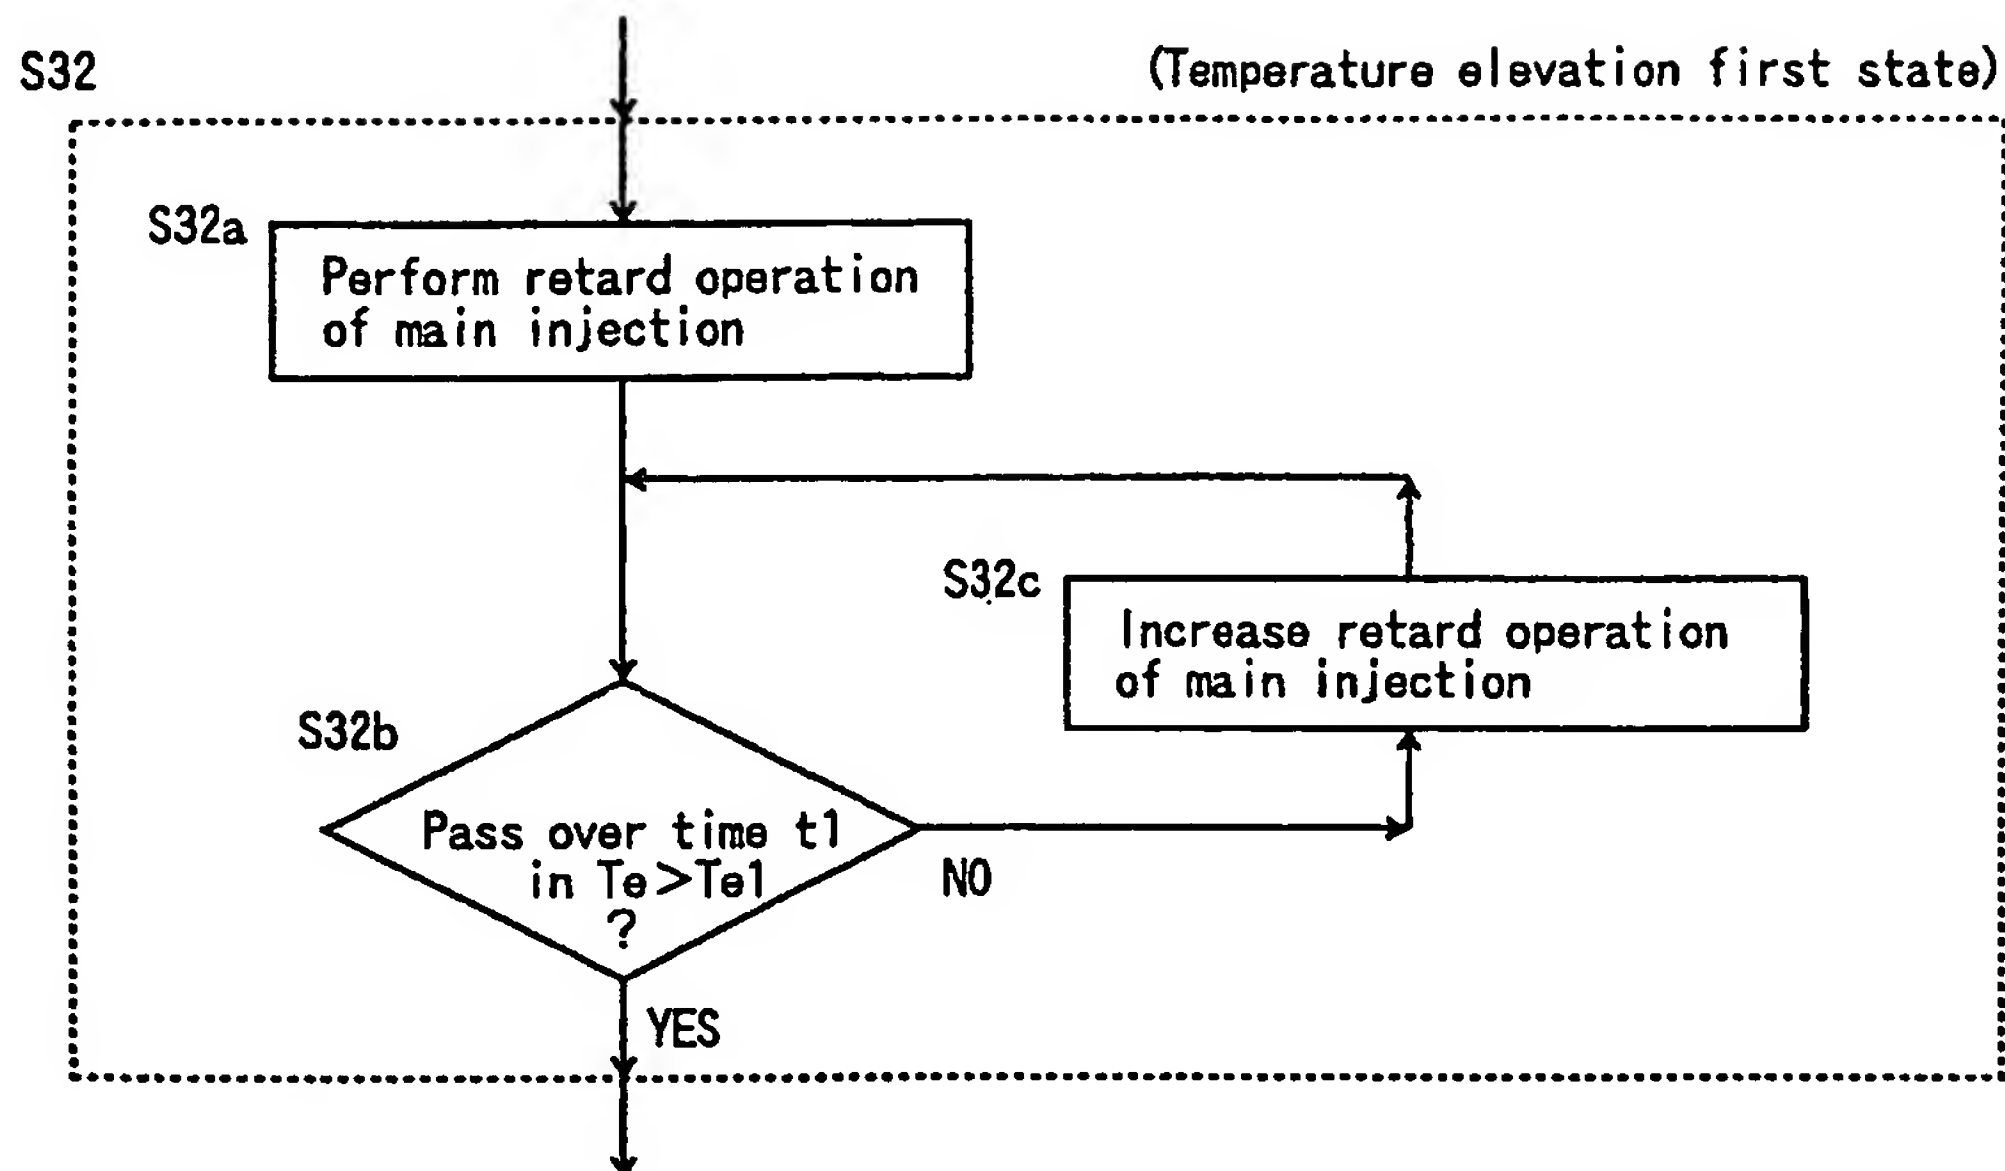 S32
(Temperature elevation first state)
S32a
Perform retard operation
of main injection
S32c
Increase retard operation
of main injection
S32b
Pass over time t1
in Te>Te1
?
NO
YES